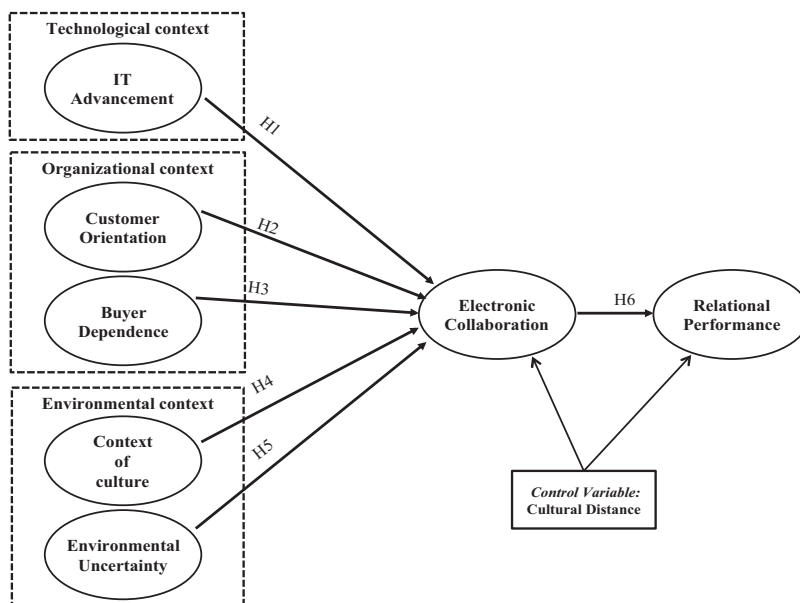 Technological context
IT
Advancement
H1
Organizational context
Customer
Orientation
H2
Buyer
Dependence
H3
Electronic
Collaboration
H6
Relational
Performance
Environmental context
Context
of
culture
H4
H5
Environmental
Uncertainty
Control Variable:
Cultural Distance